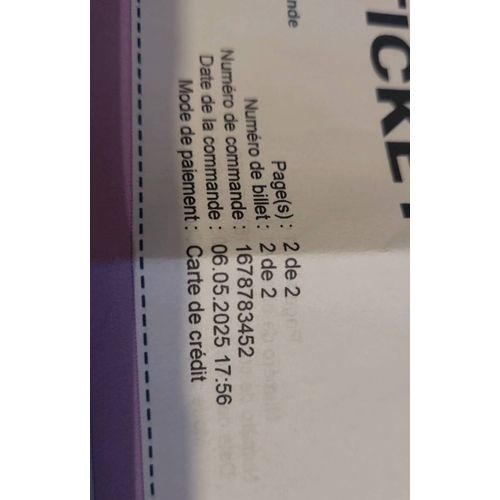 TICKET
nde
Page(s) : 2 de 2
Numéro de billet : 2 de 2
Numéro de commande : 1678783452
Date de la commande : 06.05.2025 17:56
Mode de paiement : Carte de crédit